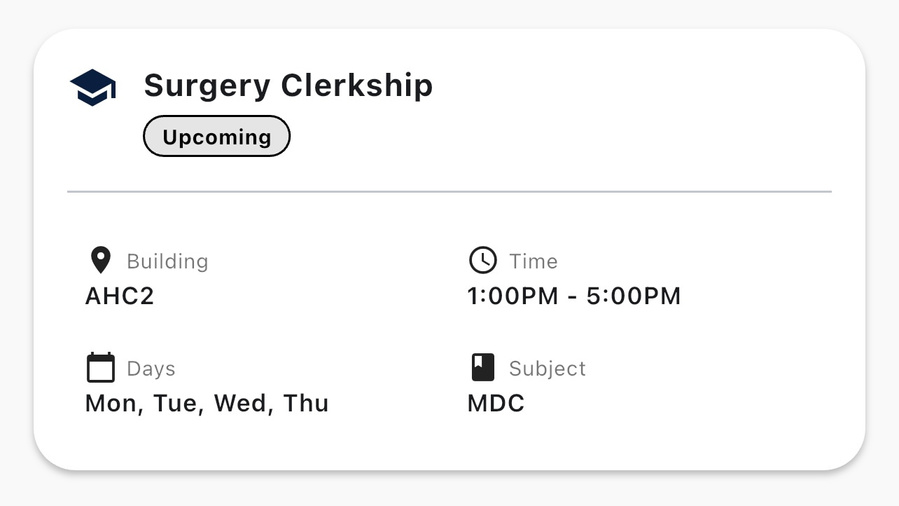 Surgery Clerkship
Upcoming
Building
AHC2
Time
1:00PM - 5:00PM
Days
Mon, Tue, Wed, Thu
Subject
MDC